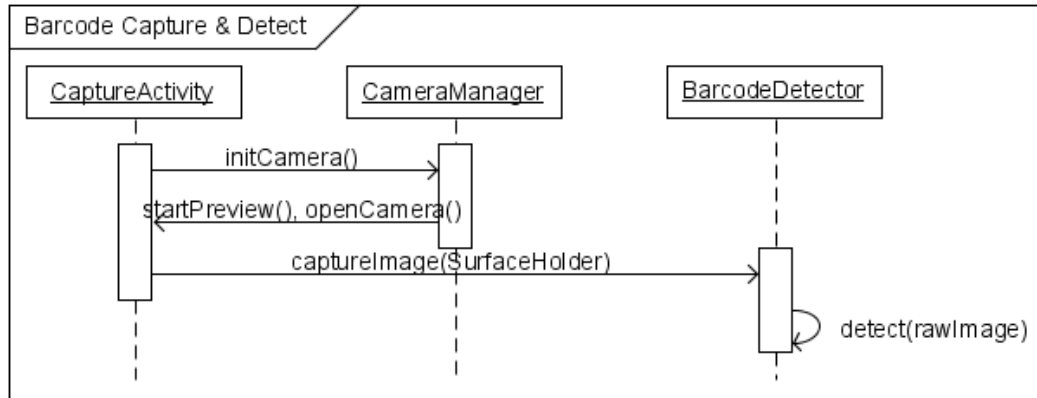 Barcode Capture & Detect
CaptureActivity
CameraManager
BarcodeDetector
initCamera()
startPreview(), openCamera()
captureImage(SurfaceHolder)
detect(rawImage)